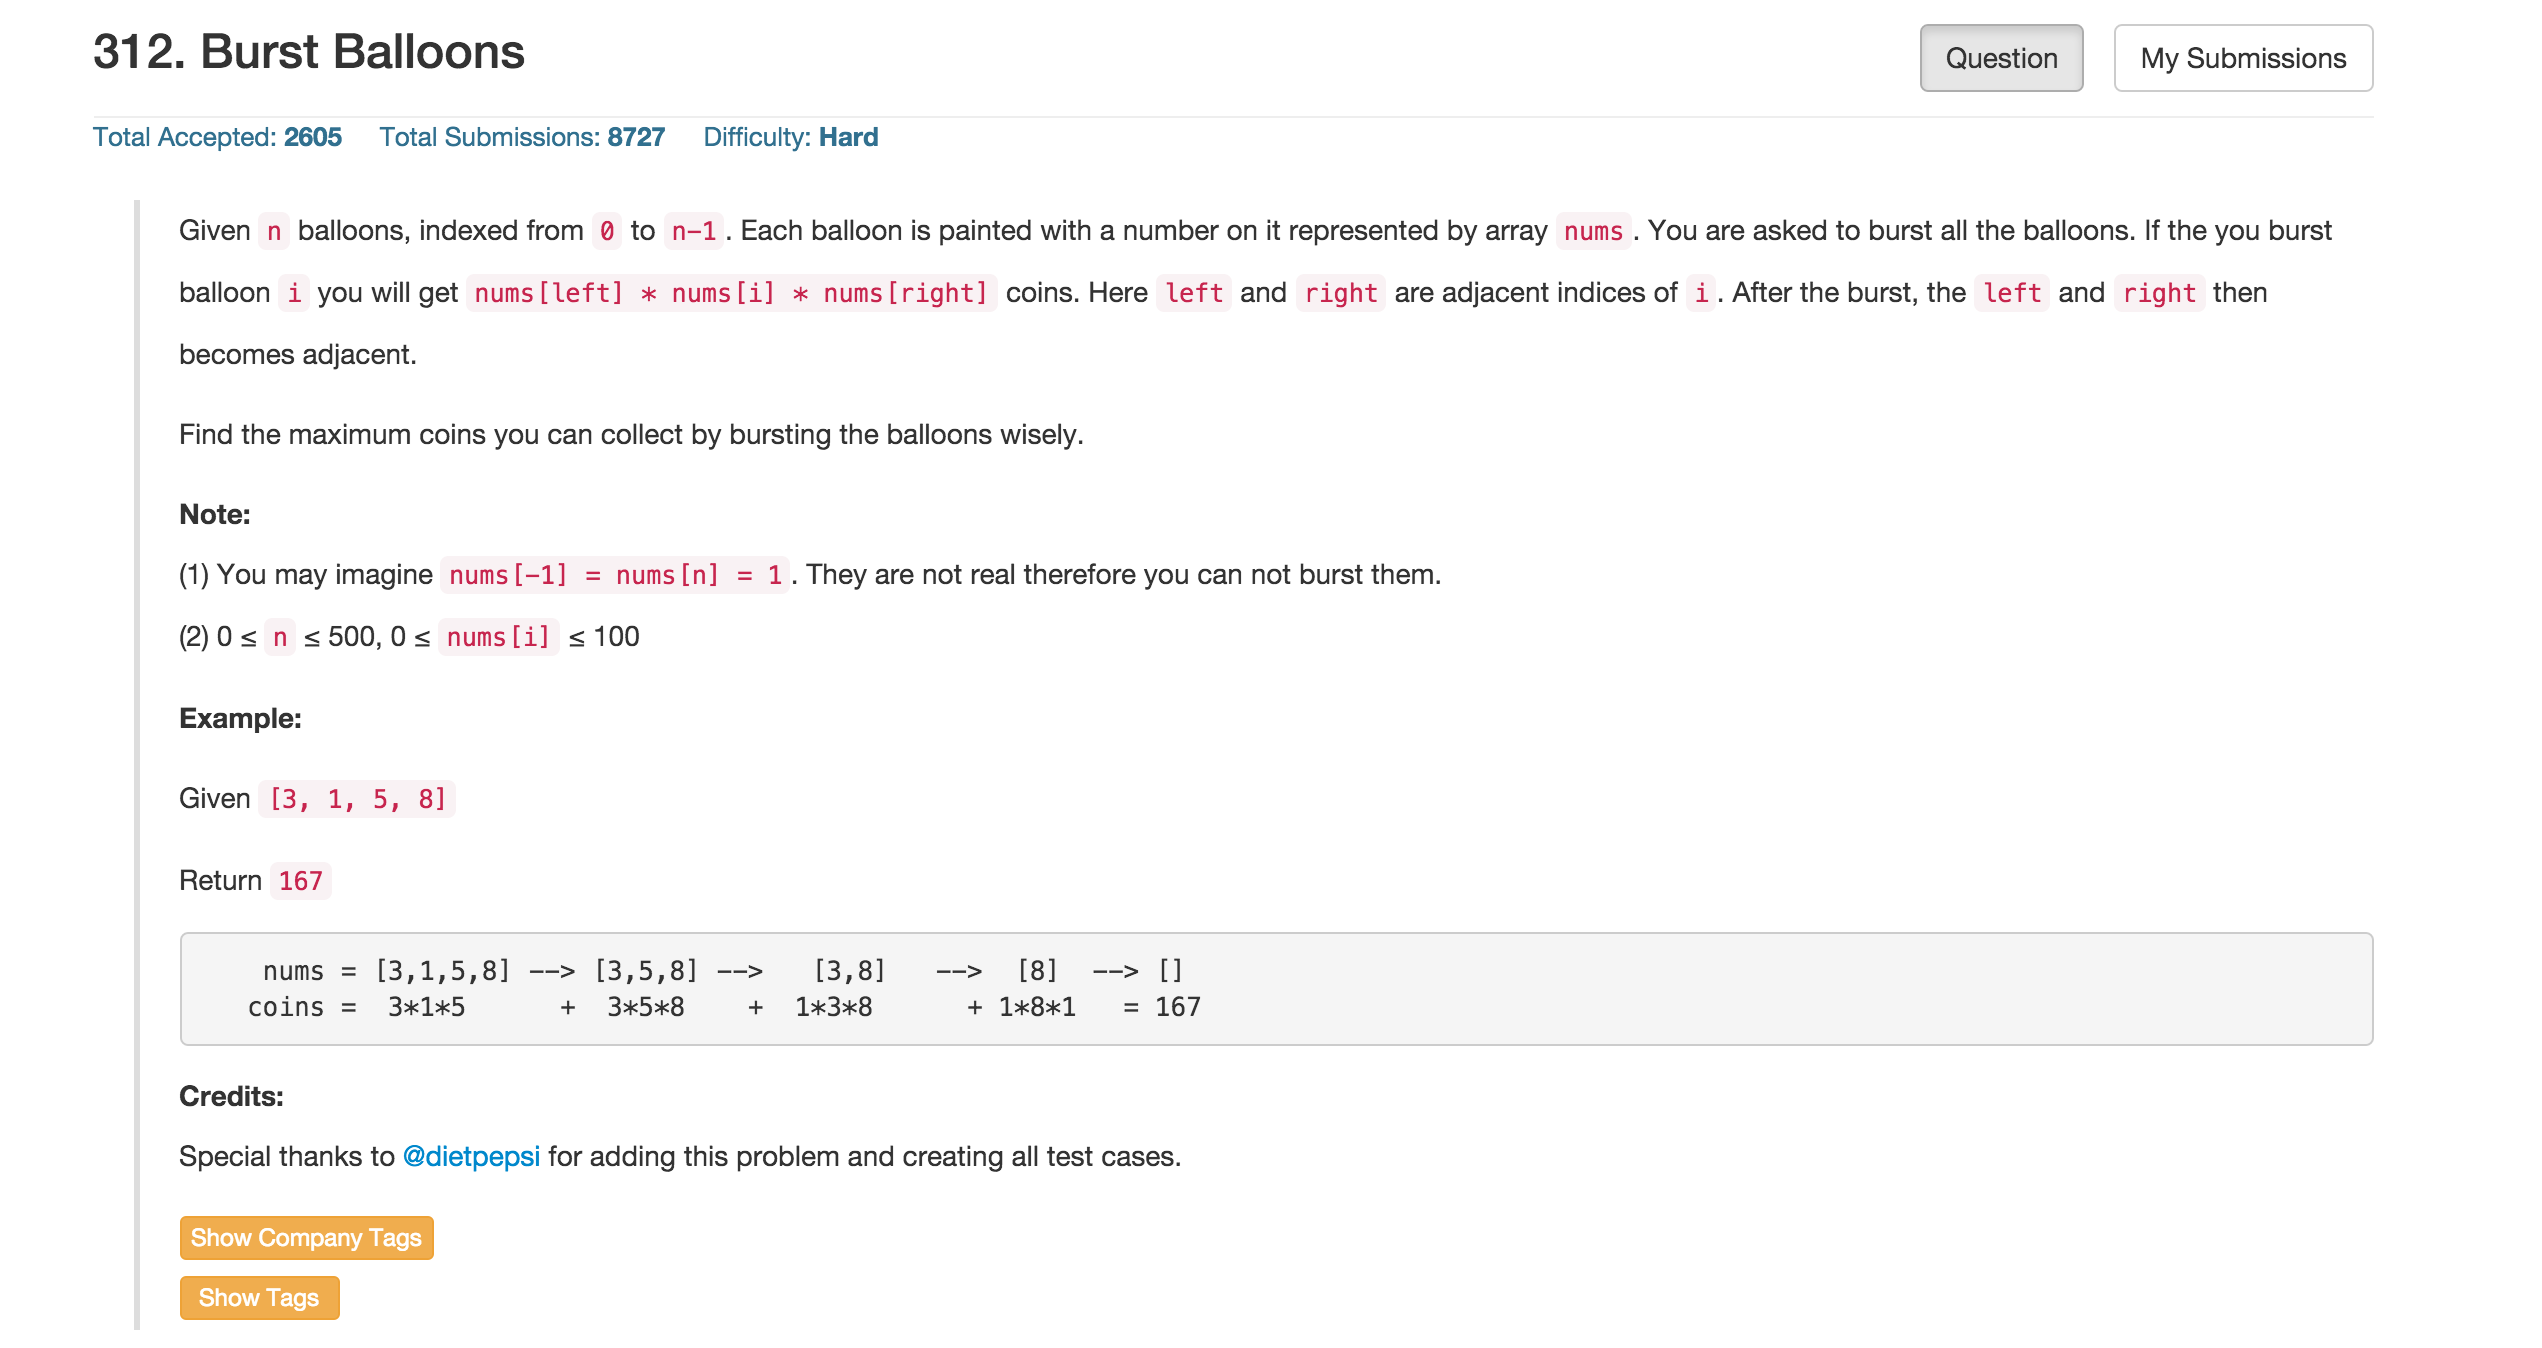 312. Burst Balloons
Question
My Submissions
Total Accepted: 2605 Total Submissions: 8727 Difficulty: Hard
Given n balloons, indexed from 0 to n-1. Each balloon is painted with a number on it represented by array nums. You are asked to burst all the balloons. If the you burst
balloon i you will get nums[left] * nums[i] * nums[right] coins. Here left and right are adjacent indices of i. After the burst, the left and right then
becomes adjacent.
Find the maximum coins you can collect by bursting the balloons wisely.
Note:
(1) You may imagine nums[-1] = nums[n] = 1. They are not real therefore you can not burst them.
(2) 0 ≤ n ≤ 500, 0 ≤ nums[i] ≤ 100
Example:
Given [3, 1, 5, 8]
Return 167
nums = [3,1,5,8] --> [3,5,8] -->   [3,8]   -->  [8]  --> []
coins =  3*1*5      +  3*5*8    +  1*3*8      + 1*8*1   = 167
Credits:
Special thanks to @dietpepsi for adding this problem and creating all test cases.
Show Company Tags
Show Tags